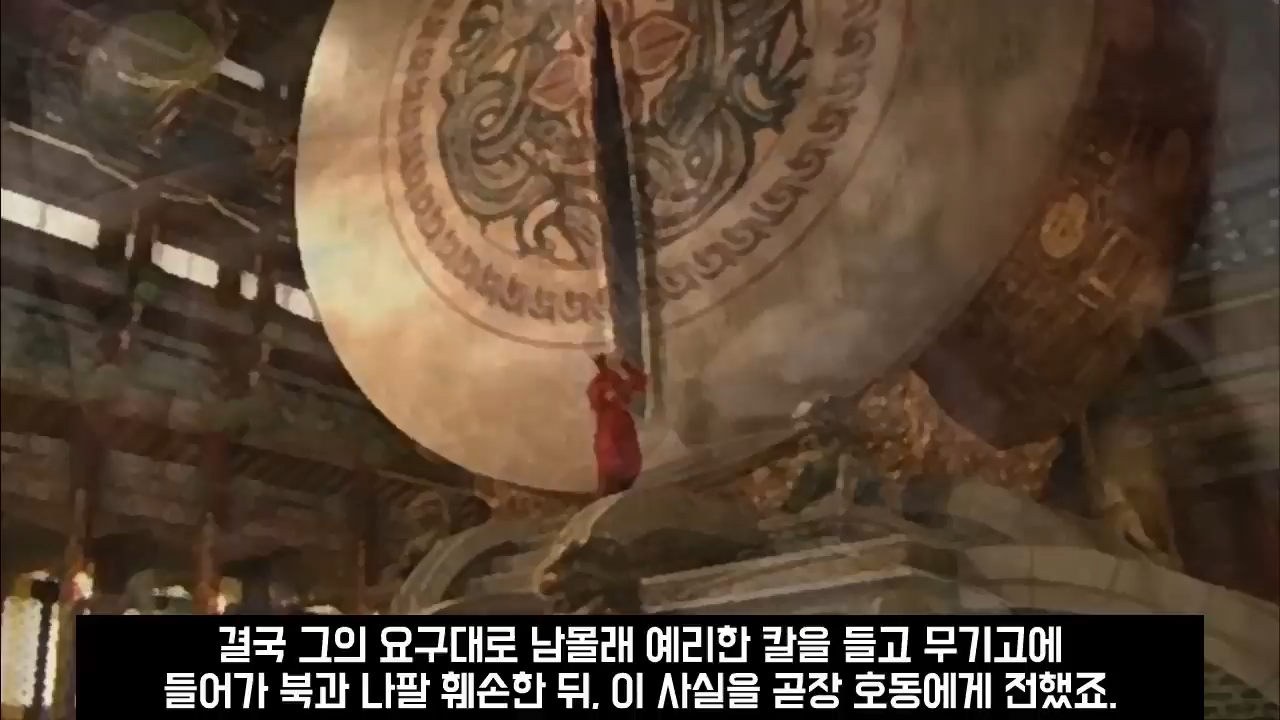 결국 그의 요구대로 남몰래 예리한 칼을 들고 무기고에
들어가 북과 나팔 훼손한 뒤, 이 사실을 곧장 호동에게 전했죠.